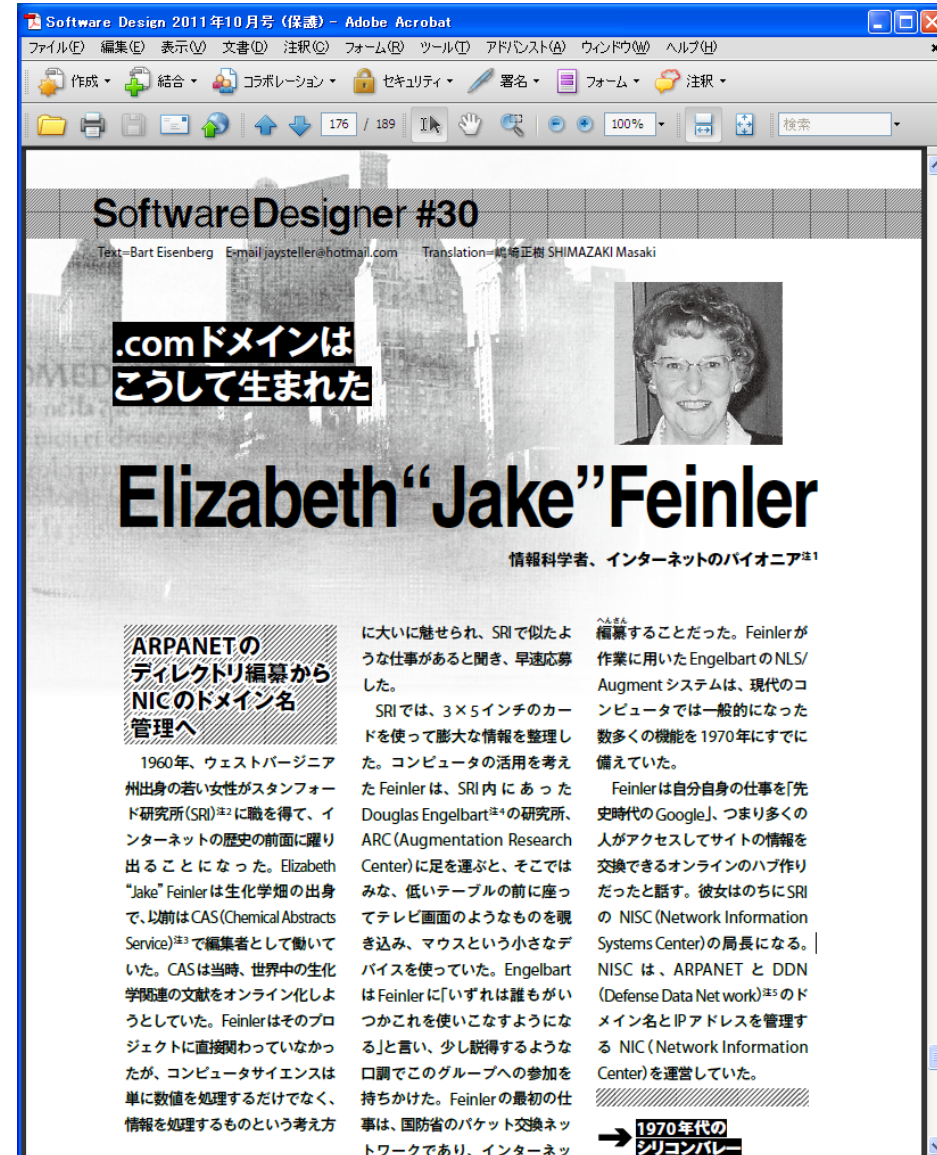 Software Design 2011年10月号 (保護) - Adobe Acrobat
ファイル(F) 編集(E) 表示(V) 文書(D) 注釈(C) フォーム(R) ツール(T) アドバンスト(A) ウィンドウ(W) ヘルプ(H)
作成 結合 コラボレーション セキュリティ 署名 フォーム 注釈
176 / 189 100% 検索
SoftwareDesigner #30
Text=Bart Eisenberg E-mail jaysteller@hotmail.com Translation=嶋崎正樹 SHIMAZAKI Masaki
.comドメインは
こうして生まれた
Elizabeth“Jake”Feinler
情報科学者、インターネットのパイオニア注1
ARPANETの
ディレクトリ編纂から
NICのドメイン名
管理へ
1960年、ウェストバージニア
州出身の若い女性がスタンフォー
ド研究所(SRI)注2に職を得て、イ
ンターネットの歴史の前面に躍り
出ることになった。Elizabeth
“Jake”Feinlerは生化学畑の出身
で、以前はCAS(Chemical Abstracts
Service)注3で編集者として働いて
いた。CASは当時、世界中の生化
学関連の文献をオンライン化しよ
うとしていた。Feinlerはそのプロ
ジェクトに直接関わっていなかっ
たが、コンピュータサイエンスは
単に数値を処理するだけでなく、
情報を処理するものという考え方
に大いに魅せられ、SRIで似たよ
うな仕事があると聞き、早速応募
した。
SRIでは、3×5インチのカー
ドを使って膨大な情報を整理し
た。コンピュータの活用を考え
たFeinlerは、SRI内にあった
Douglas Engelbart注4の研究所、
ARC(Augmentation Research
Center)に足を運ぶと、そこでは
みな、低いテーブルの前に座っ
てテレビ画面のようなものを覗
き込み、マウスという小さなデ
バイスを使っていた。Engelbart
はFeinlerに「いずれは誰もがい
つかこれを使いこなすようにな
る」と言い、少し説得するような
口調でこのグループへの参加を
持ちかけた。Feinlerの最初の仕
事は、国防省のパケット交換ネッ
トワークであり、インターネッ
へんさん
編纂することだった。Feinlerが
作業に用いたEngelbartのNLS/
Augmentシステムは、現代のコ
ンピュータでは一般的になった
数多くの機能を1970年にすでに
備えていた。
Feinlerは自分自身の仕事を「先
史時代のGoogle」、つまり多くの
人がアクセスしてサイトの情報を
交換できるオンラインのハブ作り
だったと話す。彼女はのちにSRI
の NISC(Network Information
Systems Center)の局長になる。
NISC は、ARPANET と DDN
(Defense Data Net work)注5のド
メイン名とIPアドレスを管理す
る NIC(Network Information
Center)を運営していた。
1970年代の
シリコンバレー